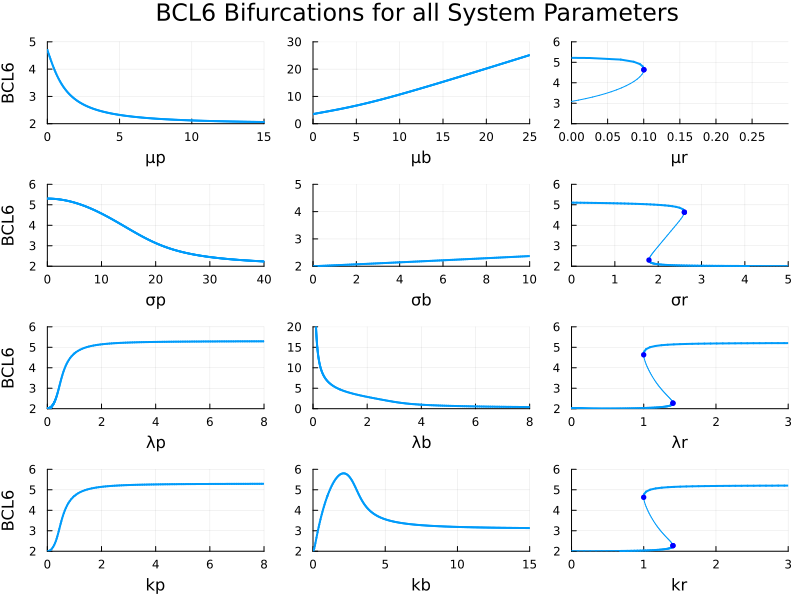 BCL6 Bifurcations for all System Parameters
BCL6
5
4
3
2
0 5 10 15
μp
30
20
10
0
0 5 10 15 20 25
μb
6
5
4
3
2
0.00 0.05 0.10 0.15 0.20 0.25
μr
BCL6
6
5
4
3
2
0 10 20 30 40
σp
5
4
3
2
0 2 4 6 8 10
σb
6
5
4
3
2
0 1 2 3 4 5
σr
BCL6
6
5
4
3
2
0 2 4 6 8
λp
20
15
10
5
0
0 2 4 6 8
λb
6
5
4
3
2
0 1 2 3
λr
BCL6
6
5
4
3
2
0 2 4 6 8
kp
6
5
4
3
2
0 5 10 15
kb
6
5
4
3
2
0 1 2 3
kr